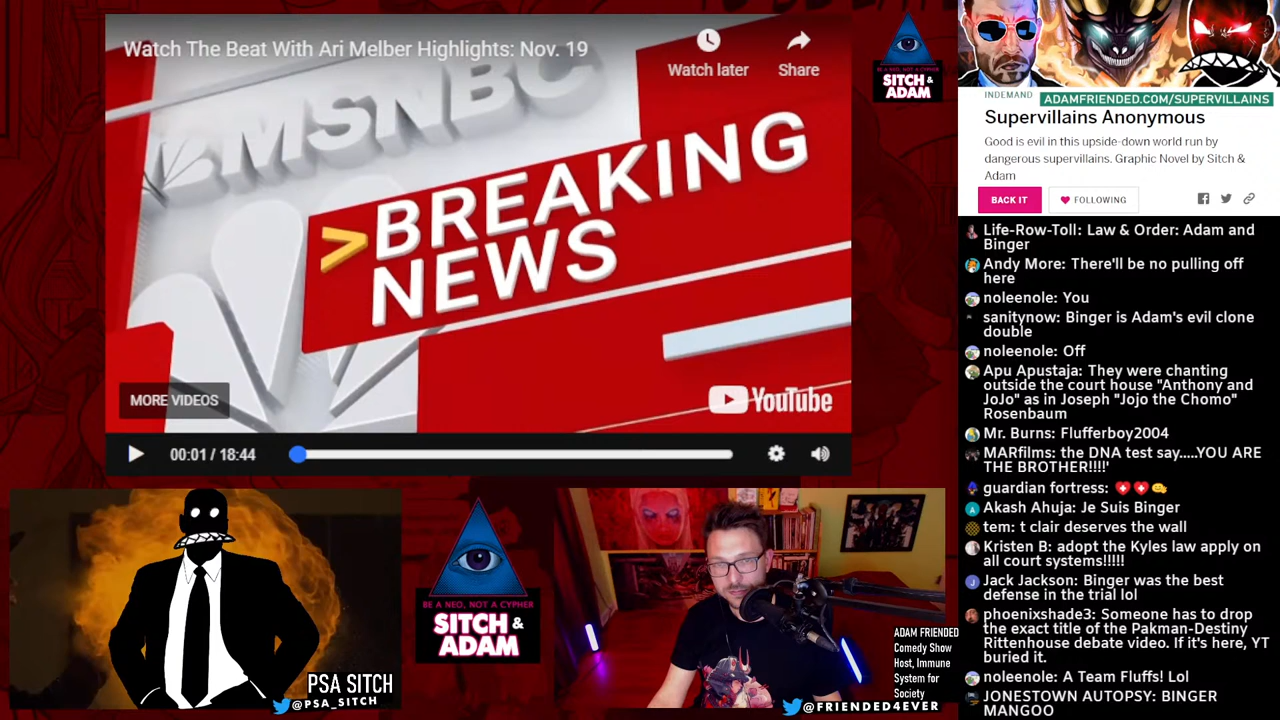 Watch The Beat With Ari Melber Highlights: Nov. 19
Watch later
Share
MSNBC
>BREAKING
NEWS
MORE VIDEOS
YouTube
00:01 / 18:44
BE A NEO, NOT A CYPHER
SITCH &
ADAM
INDEMAND
ADAMFRIENDED.COM/SUPERVILLAINS
Supervillains Anonymous
Good is evil in this upside-down world run by
dangerous supervillains. Graphic Novel by Sitch &
Adam
BACK IT
FOLLOWING
Life-Row-Toll: Law & Order: Adam and
Binger
Andy More: There'll be no pulling off
here
noleenole: You
sanitynow: Binger is Adam's evil clone
double
noleenole: Off
Apu Apustaja: They were chanting
outside the court house "Anthony and
JoJo" as in Joseph "Jojo the Chomo"
Rosenbaum
Mr. Burns: Flufferboy2004
MARfilms: the DNA test say.....YOU ARE
THE BROTHER!!!!'
guardian fortress:
Akash Ahuja: Je Suis Binger
tem: t clair deserves the wall
Kristen B: adopt the Kyles law apply on
all court systems!!!!!
Jack Jackson: Binger was the best
defense in the trial lol
phoenixshade3: Someone has to drop
the exact title of the Pakman-Destiny
Rittenhouse debate video. If it's here, YT
buried it.
noleenole: A Team Fluffs! Lol
JONESTOWN AUTOPSY: BINGER
MANGOO
PSA SITCH
@PSA_SITCH
BE A NEO, NOT A CYPHER
SITCH &
ADAM
ADAM FRIENDED
Comedy Show
Host, Immune
System for
Society
@FRIENDED4EVER